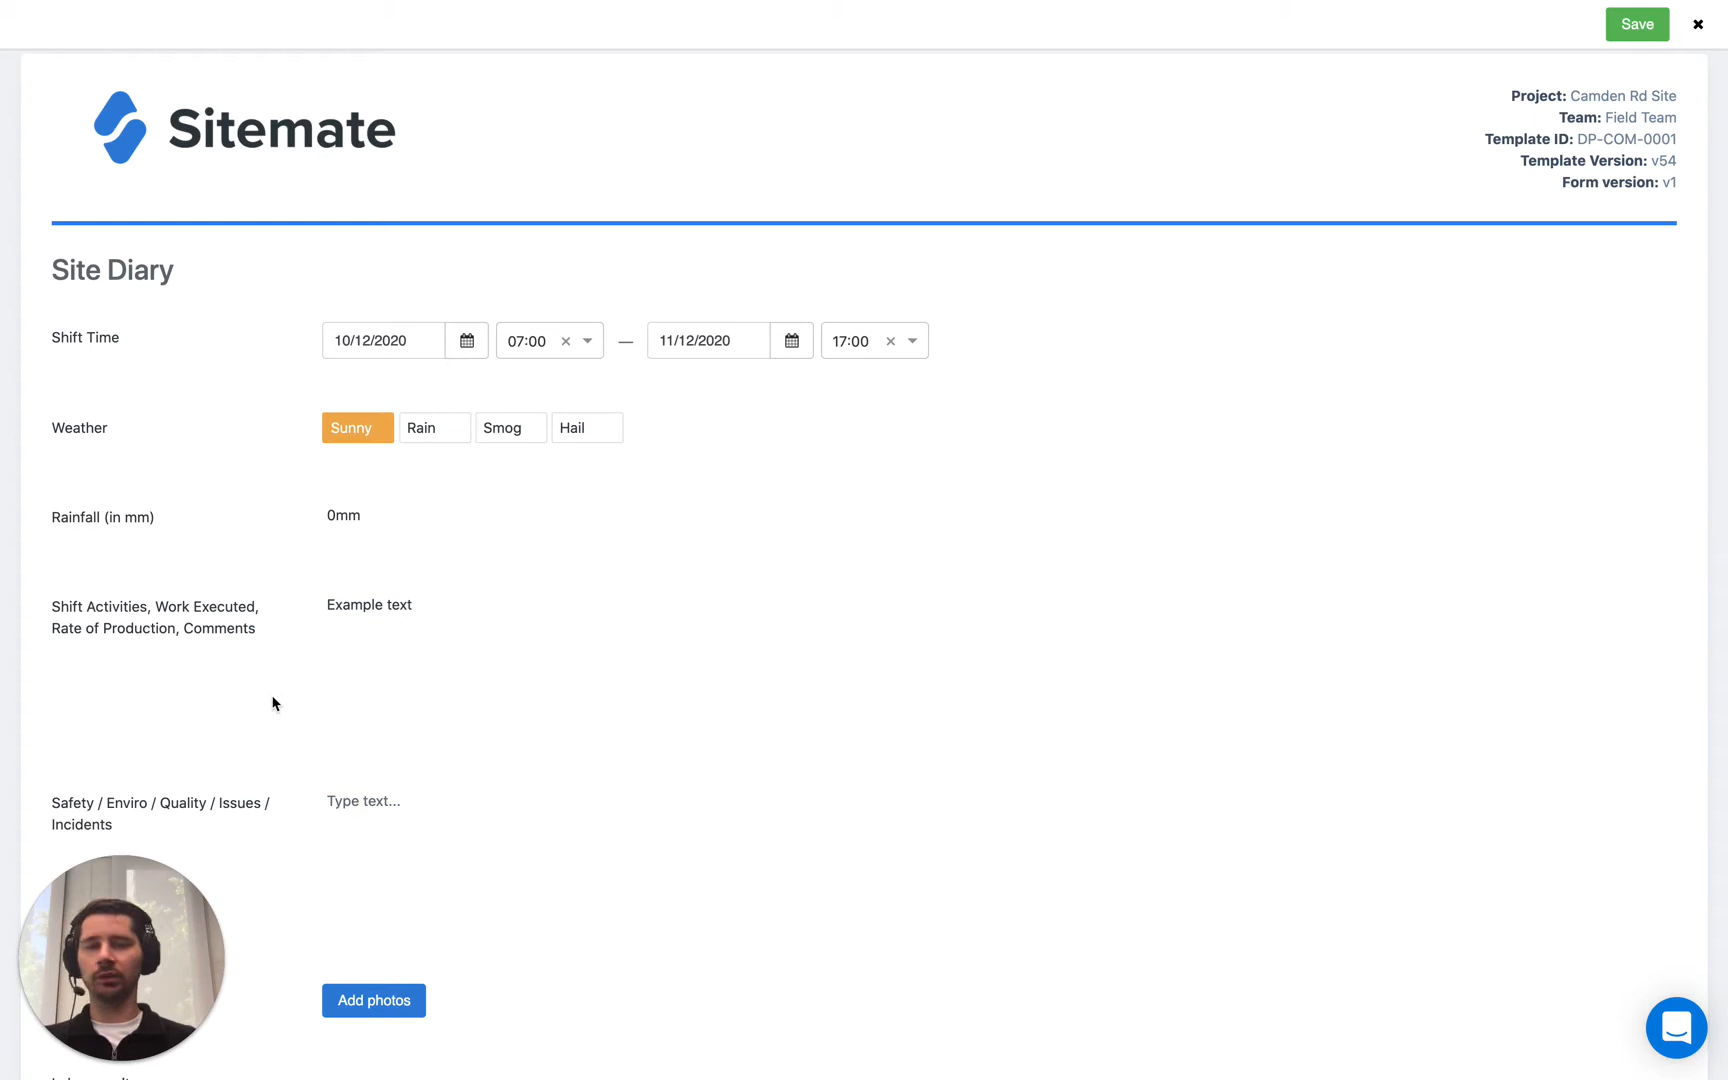 Save
Sitemate
Project: Camden Rd Site
Team: Field Team
Template ID: DP-COM-0001
Template Version: v54
Form version: v1
Site Diary
Shift Time
10/12/2020 07:00 — 11/12/2020 17:00
Weather
Sunny Rain Smog Hail
Rainfall (in mm)
0mm
Shift Activities, Work Executed,
Rate of Production, Comments
Example text
Safety / Enviro / Quality / Issues /
Incidents
Type text...
Add photos